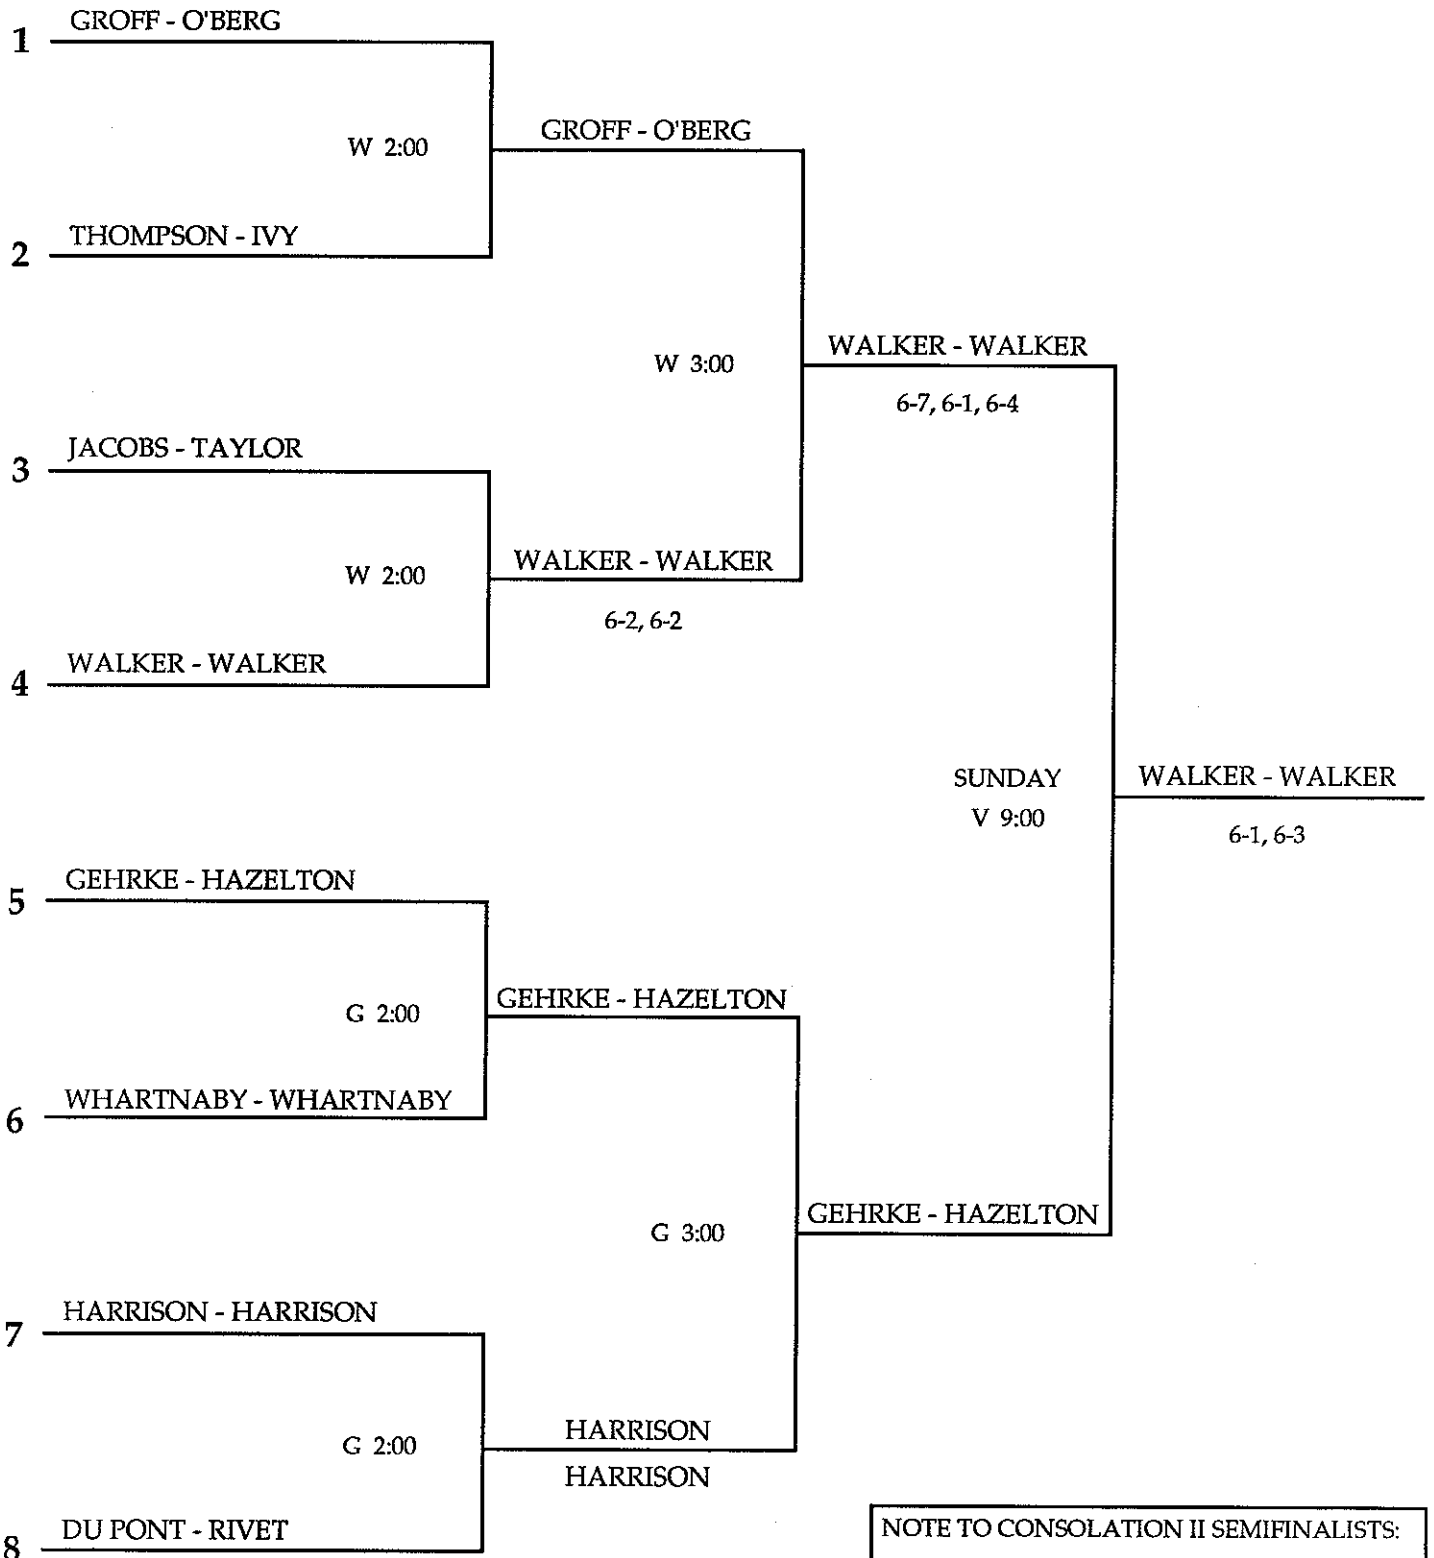 GROFF - O'BERG
1
W 2:00
GROFF - O'BERG
THOMPSON - IVY
2
W 3:00
WALKER - WALKER
6-7, 6-1, 6-4
JACOBS - TAYLOR
3
W 2:00
WALKER - WALKER
6-2, 6-2
WALKER - WALKER
4
SUNDAY
V 9:00
WALKER - WALKER
6-1, 6-3
GEHRKE - HAZELTON
5
G 2:00
GEHRKE - HAZELTON
WHARTNABY - WHARTNABY
6
G 3:00
GEHRKE - HAZELTON
HARRISON - HARRISON
7
G 2:00
HARRISON
HARRISON
DU PONT - RIVET
8
NOTE TO CONSOLATION II SEMIFINALISTS: